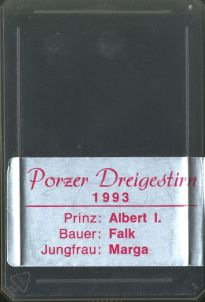 Porzer Dreigestirn
1993
Prinz: Albert I.
Bauer: Falk
Jungfrau: Marga